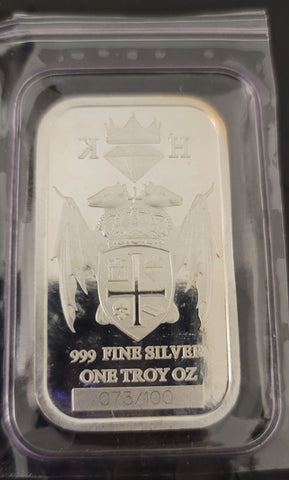 K H
999 FINE SILVER
ONE TROY OZ
073/100